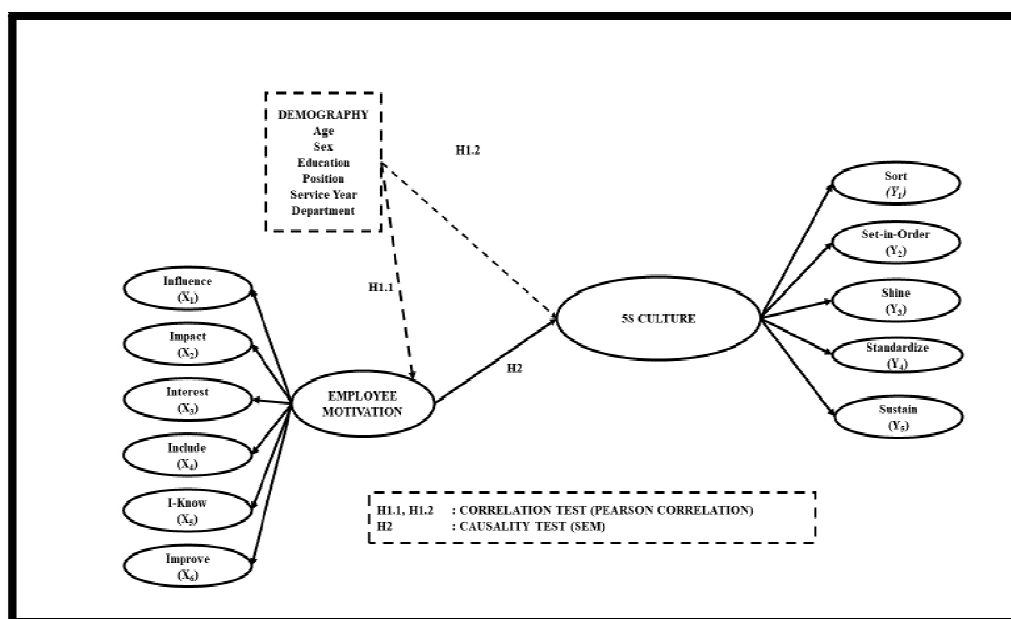 DEMOGRAPHY
Age
Sex
Education
Position
Service Year
Department
H1.2
H1.1
H2
Influence
(X₁)
Impact
(X₂)
Interest
(X₃)
Include
(X₄)
I-Know
(X₅)
Improve
(X₆)
EMPLOYEE
MOTIVATION
5S CULTURE
Sort
(Y₁)
Set-in-Order
(Y₂)
Shine
(Y₃)
Standardize
(Y₄)
Sustain
(Y₅)
H1.1, H1.2 : CORRELATION TEST (PEARSON CORRELATION)
H2 : CAUSALITY TEST (SEM)